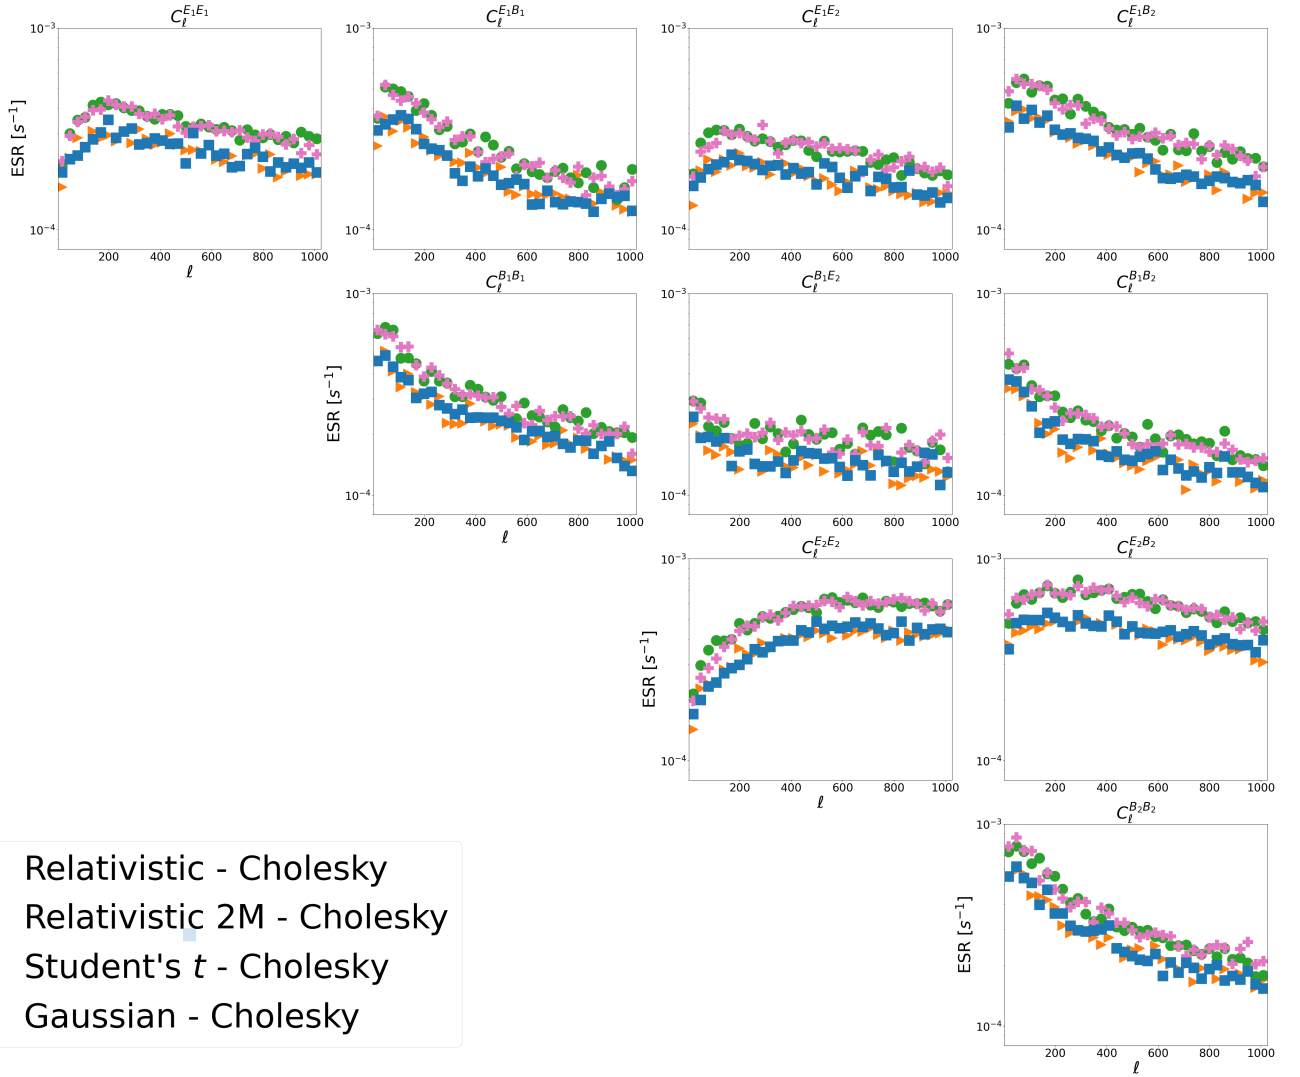 $C_\ell^{E_1E_1}$ $C_\ell^{E_1B_1}$ $C_\ell^{E_1E_2}$ $C_\ell^{E_1B_2}$
10⁻³ 10⁻³ 10⁻³ 10⁻³
ESR [s⁻¹]
10⁻⁴ 10⁻⁴ 10⁻⁴ 10⁻⁴
200 400 600 800 1000 200 400 600 800 1000 200 400 600 800 1000 200 400 600 800 1000
ℓ
$C_\ell^{B_1B_1}$ $C_\ell^{B_1E_2}$ $C_\ell^{B_1B_2}$
10⁻³ 10⁻³ 10⁻³
ESR [s⁻¹]
10⁻⁴ 10⁻⁴ 10⁻⁴
200 400 600 800 1000 200 400 600 800 1000 200 400 600 800 1000
ℓ
$C_\ell^{E_2E_2}$ $C_\ell^{E_2B_2}$
10⁻³ 10⁻³
ESR [s⁻¹]
10⁻⁴ 10⁻⁴
200 400 600 800 1000 200 400 600 800 1000
ℓ
$C_\ell^{B_2B_2}$
10⁻³
ESR [s⁻¹]
10⁻⁴
200 400 600 800 1000
ℓ
Relativistic - Cholesky
Relativistic 2M - Cholesky
Student's t - Cholesky
Gaussian - Cholesky